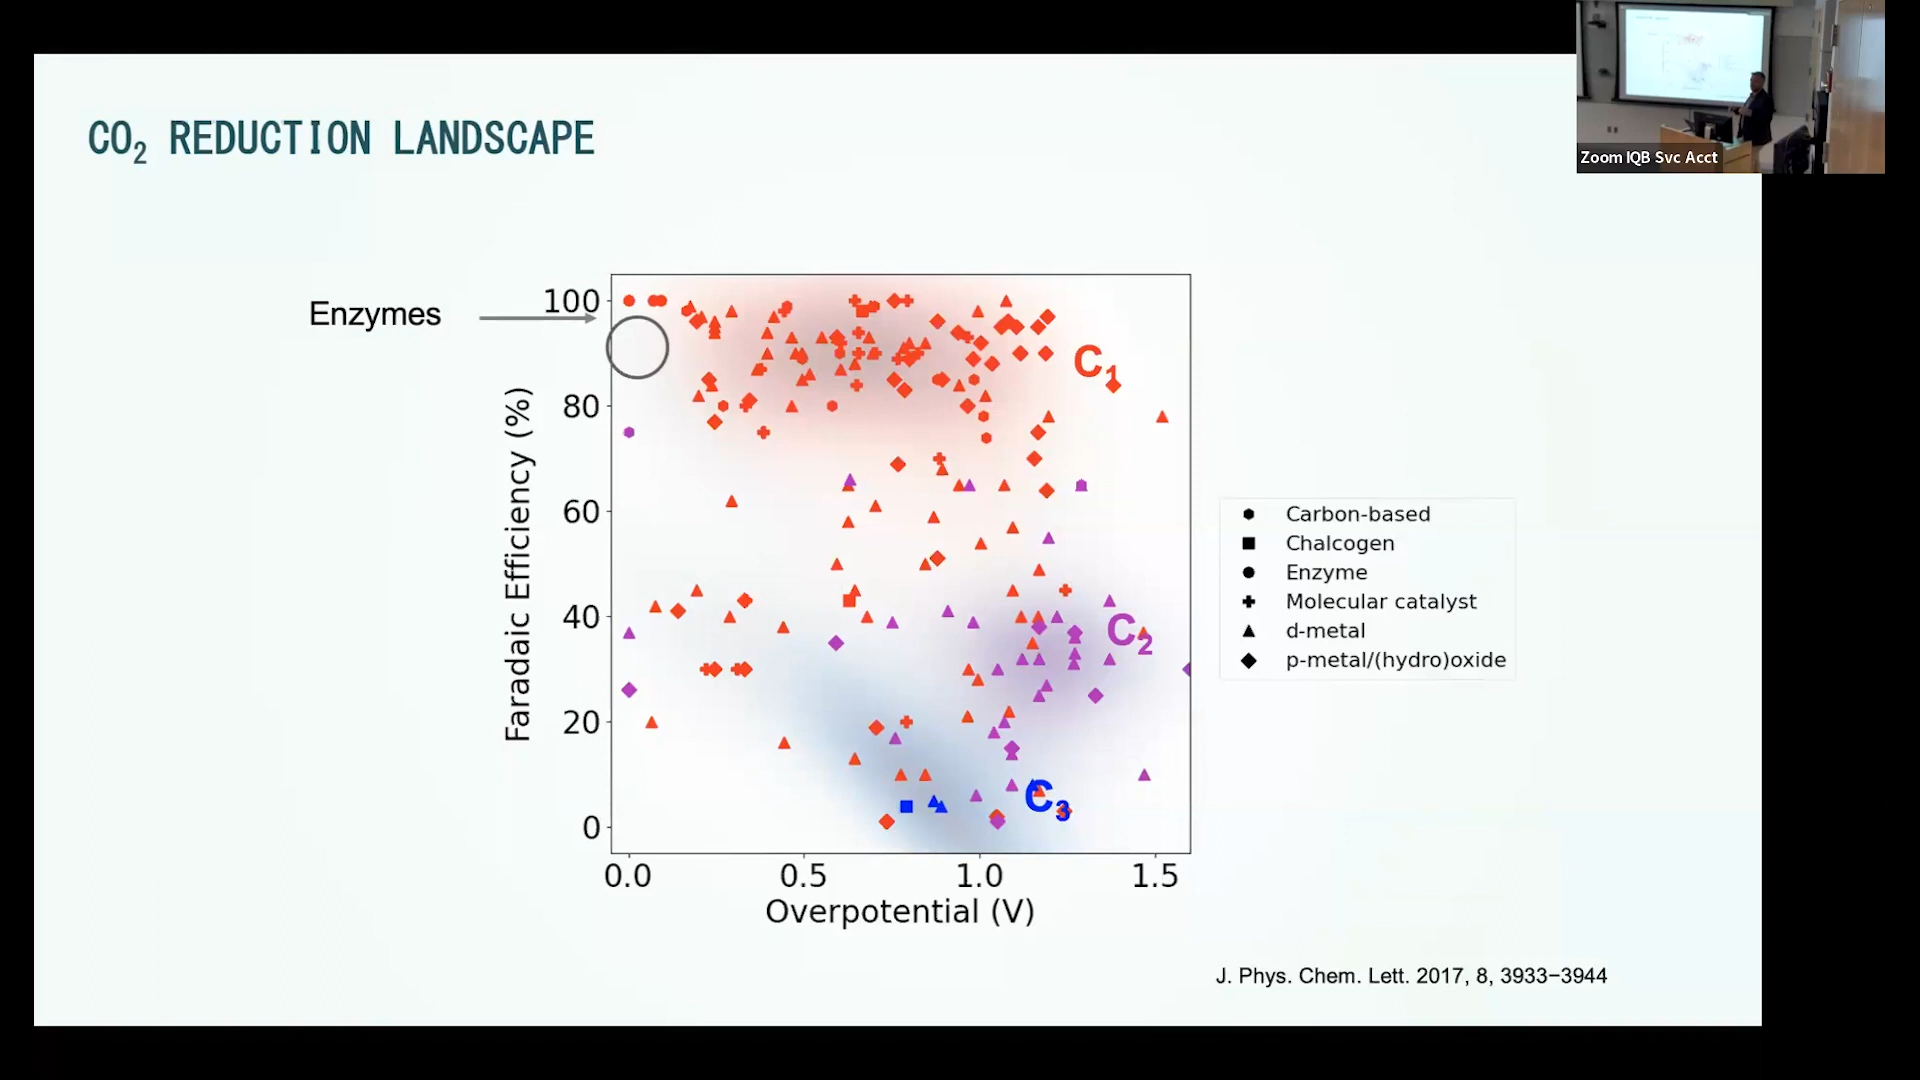 Zoom IQB Svc Acct
CO₂ REDUCTION LANDSCAPE
Enzymes
100
80
60
40
20
0
Faradaic Efficiency (%)
C₁
C₂
C₃
0.0 0.5 1.0 1.5
Overpotential (V)
Carbon-based
Chalcogen
Enzyme
Molecular catalyst
d-metal
p-metal/(hydro)oxide
J. Phys. Chem. Lett. 2017, 8, 3933−3944